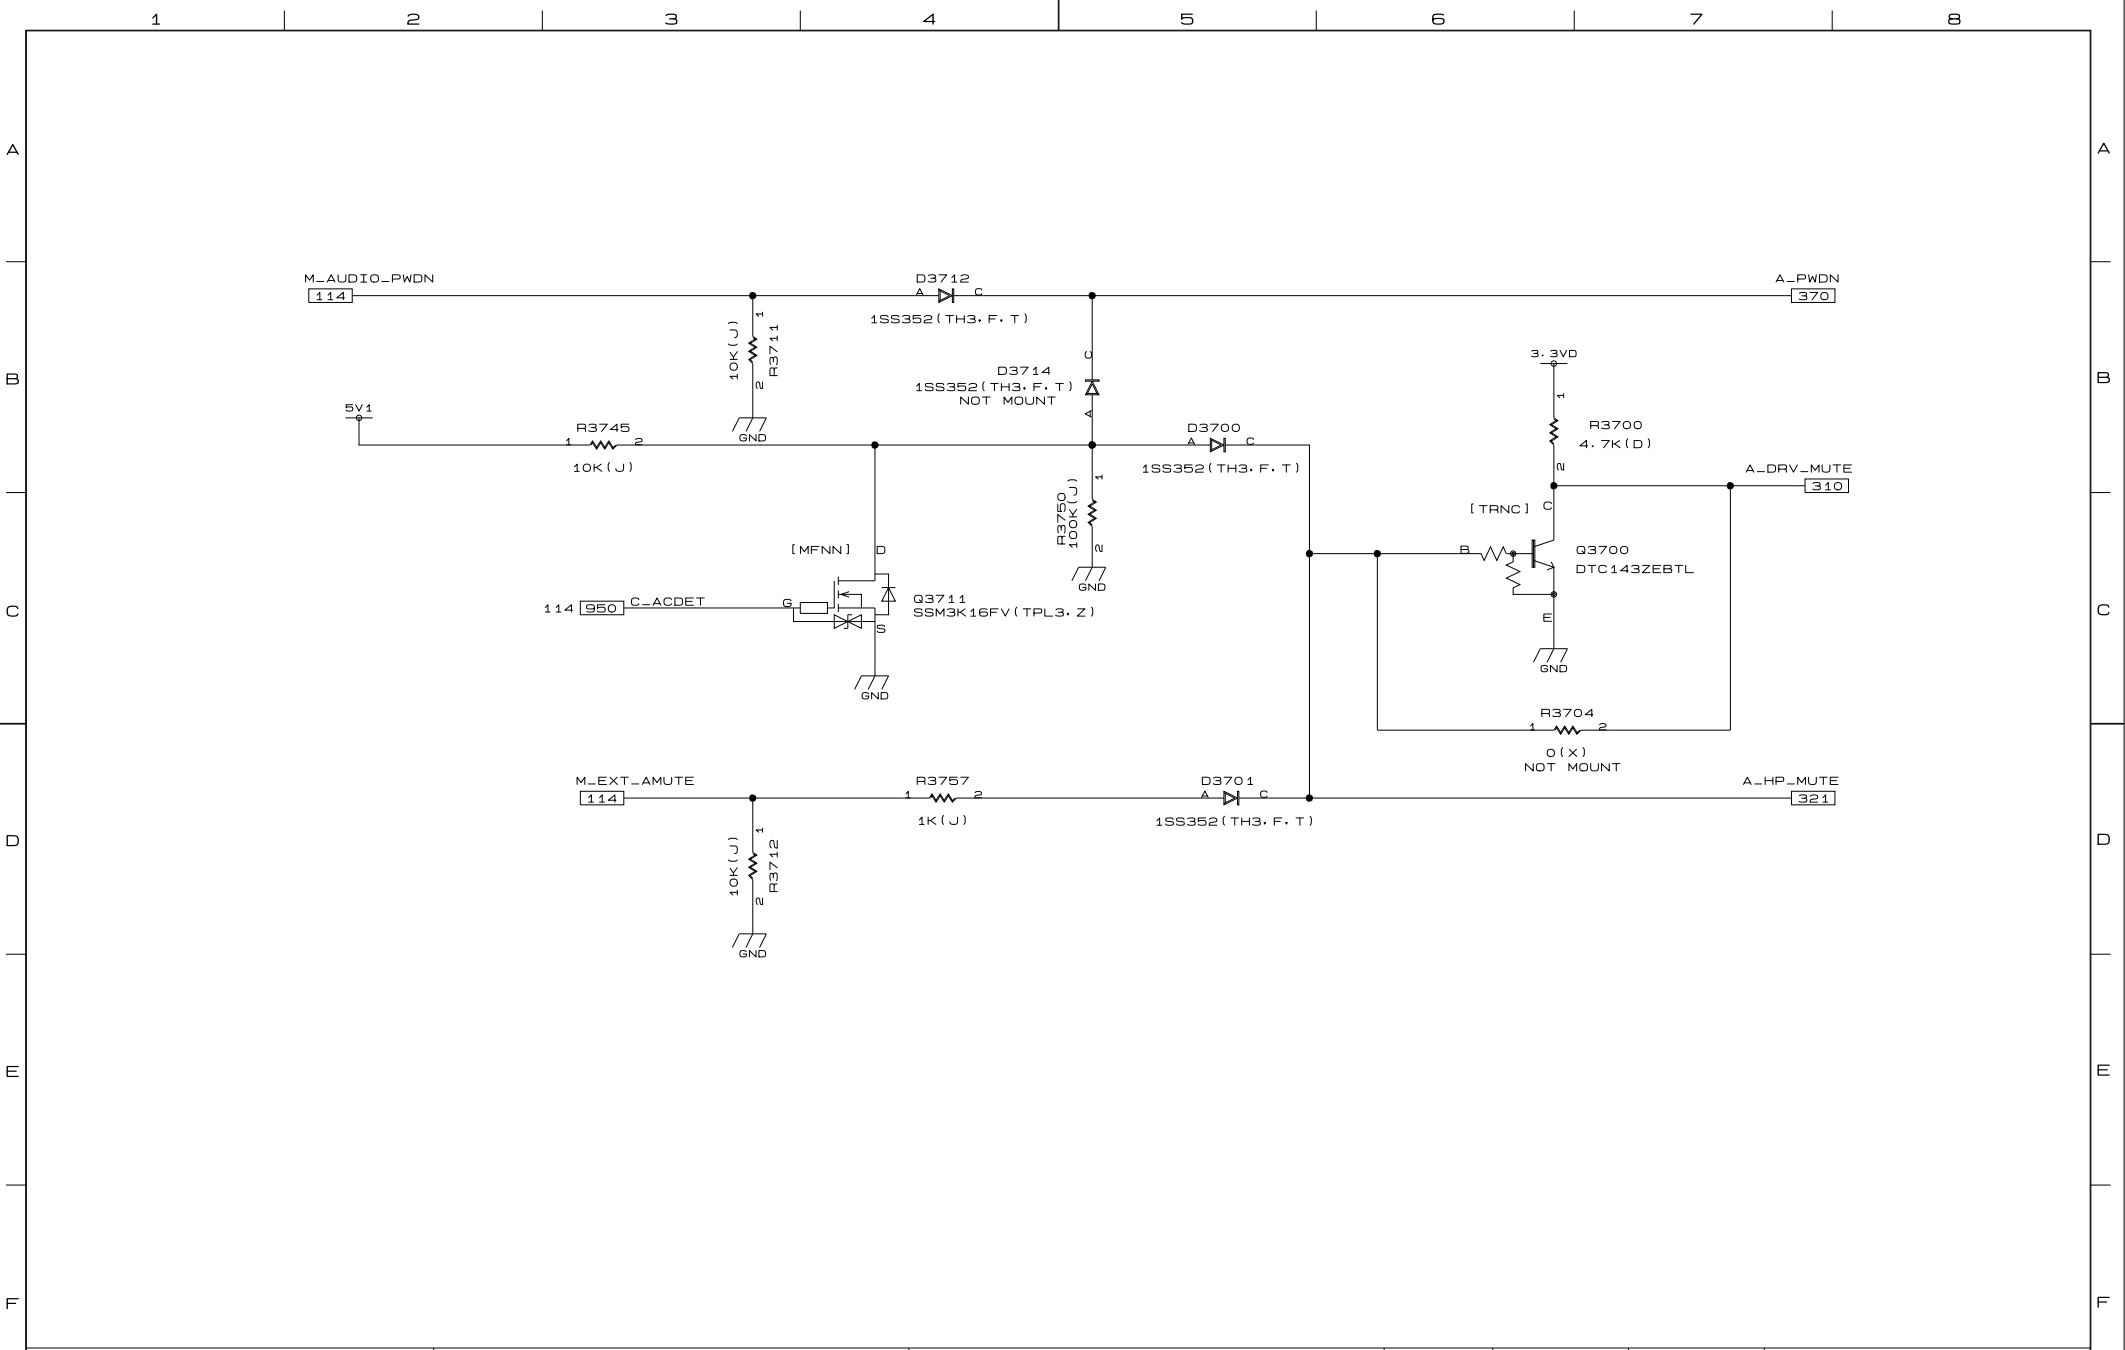 1 2 3 4 5 6 7 8
A A
M_AUDIO_PWDN
114
D3712
A C
1SS352(TH3,F,T)
A_PWDN
370
1
10K(J)
R3711
2
GND
B B
C
D3714
1SS352(TH3,F,T)
NOT MOUNT
A
3.3VD
1
R3700
4.7K(D)
2
5V1
R3745
1 2
10K(J)
D3700
A C
1SS352(TH3,F,T)
A_DRV_MUTE
310
1
R3750
100K(J)
2
GND
[TRNC]
C
B
Q3700
DTC143ZEBTL
E
GND
[MFNN]
D
C C
114 950 C_ACDET
G
Q3711
SSM3K16FV(TPL3,Z)
S
GND
R3704
1 2
0(X)
NOT MOUNT
M_EXT_AMUTE
114
R3757
1 2
1K(J)
D3701
A C
1SS352(TH3,F,T)
A_HP_MUTE
321
D D
1
10K(J)
R3712
2
GND
E E
F F